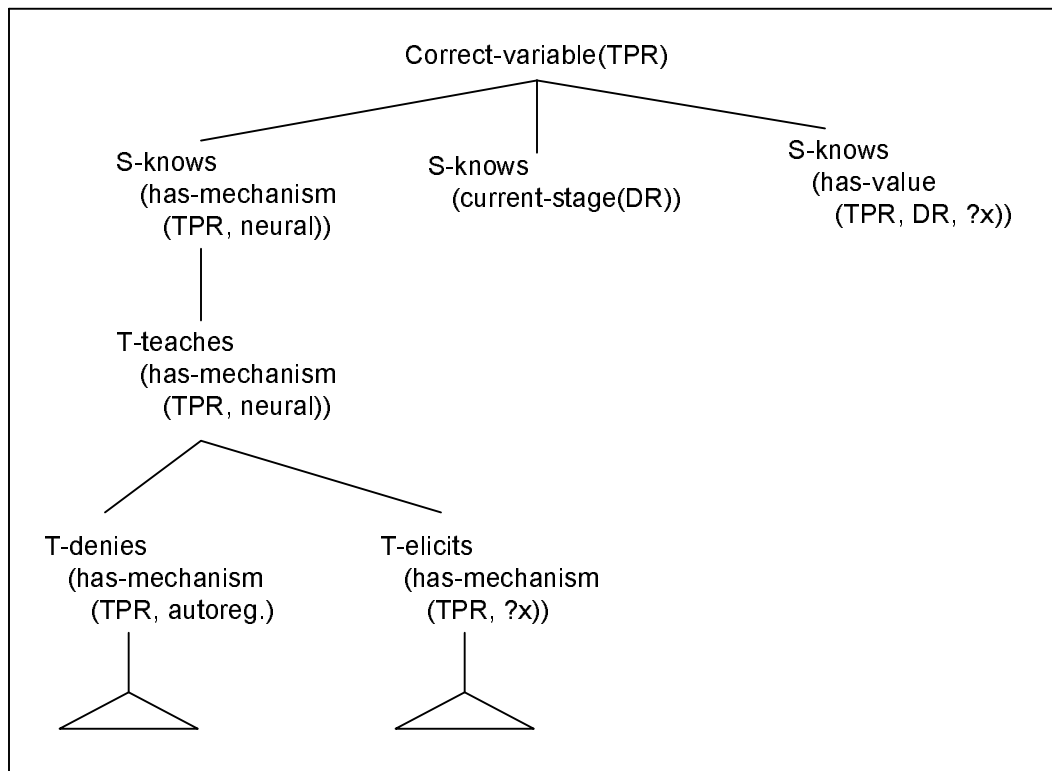 Correct-variable(TPR)
S-knows
(has-mechanism
(TPR, neural))
S-knows
(current-stage(DR))
S-knows
(has-value
(TPR, DR, ?x))
T-teaches
(has-mechanism
(TPR, neural))
T-denies
(has-mechanism
(TPR, autoreg.)
T-elicits
(has-mechanism
(TPR, ?x))